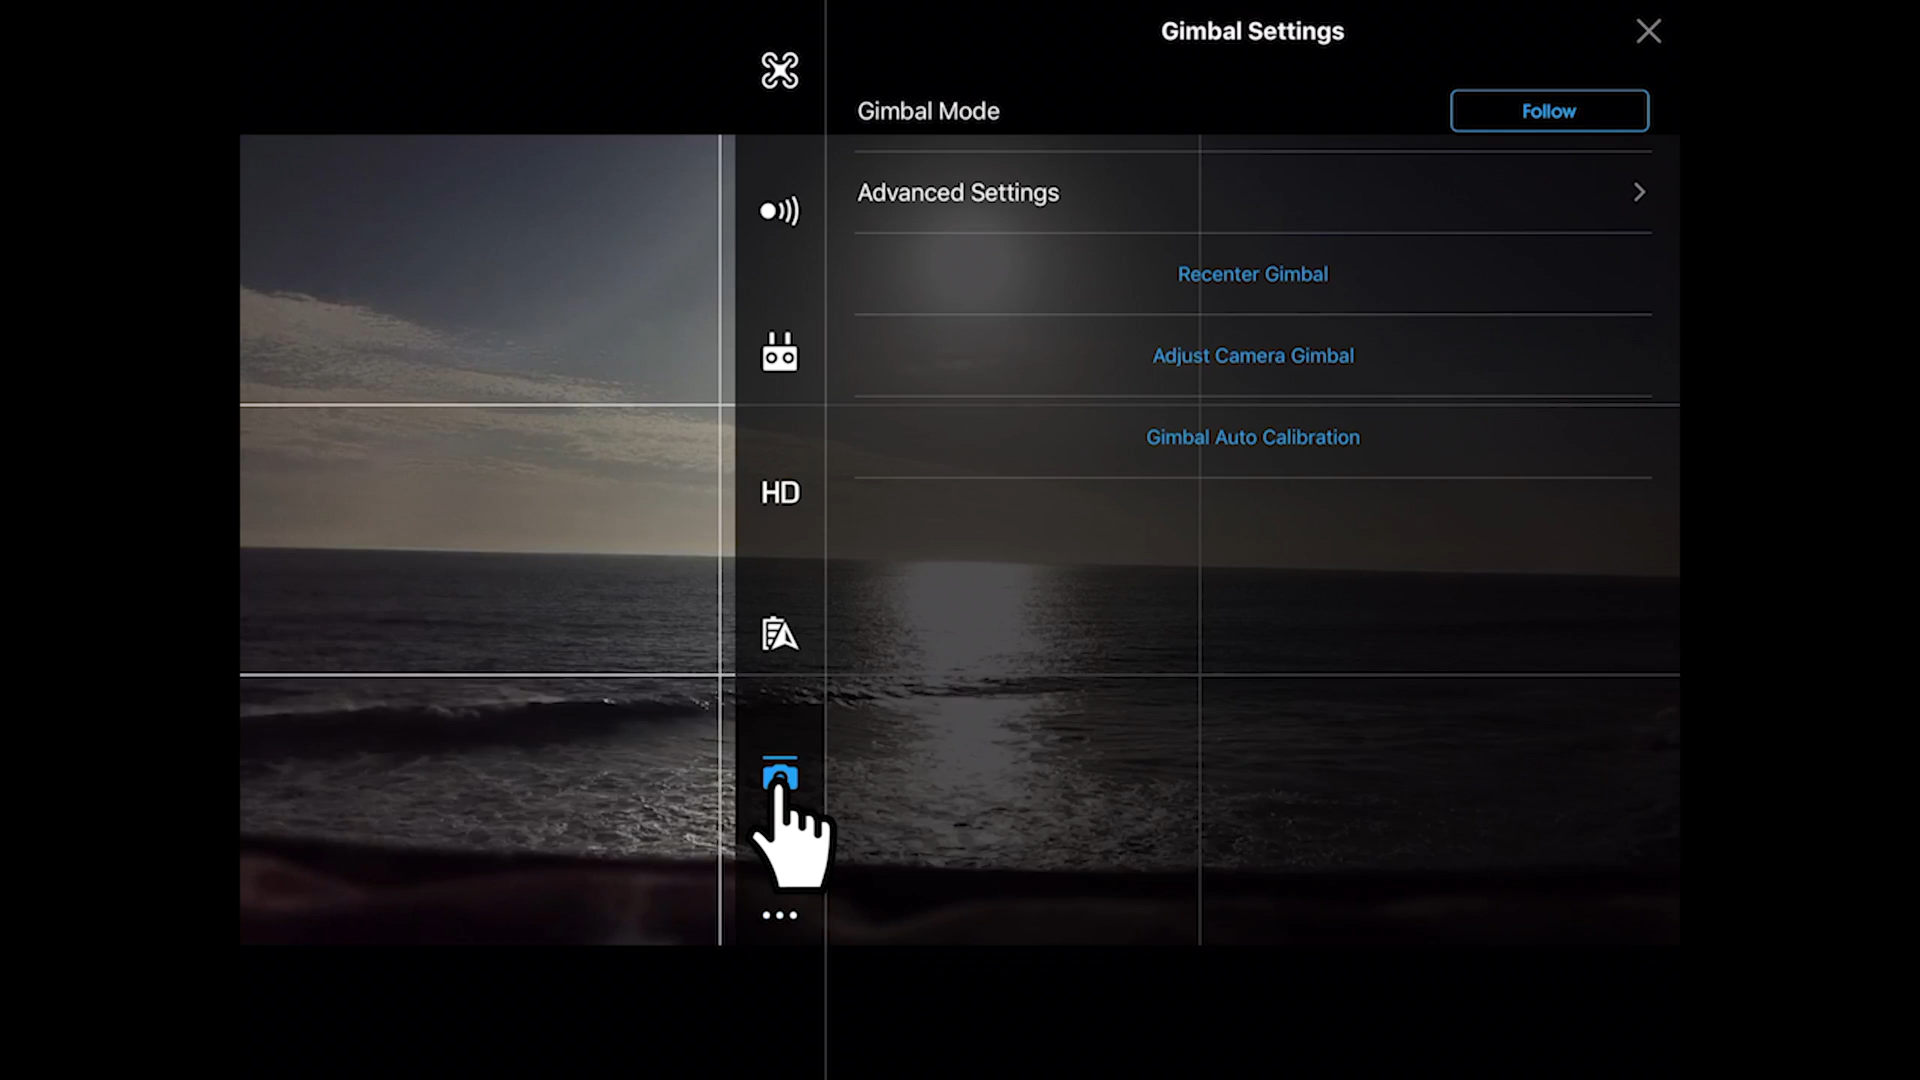 Gimbal Settings
Gimbal Mode
Follow
Advanced Settings
Recenter Gimbal
Adjust Camera Gimbal
Gimbal Auto Calibration
HD